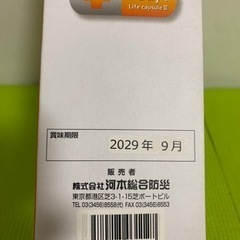 Life capsule II
賞味期限
2029年 9月
販売者
株式会社 河本総合防災
東京都港区芝3-1-15芝ボートビル
TEL 03(3456)8558(代) FAX 03(3456)8553